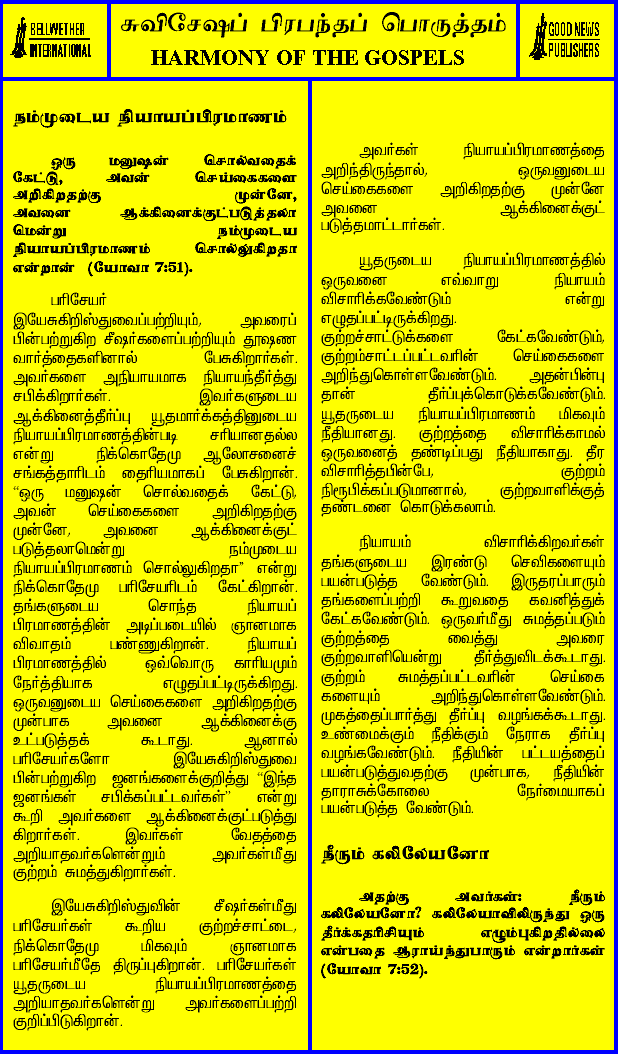 BELLWETHER
INTERNATIONAL
சுவிசேஷப் பிரபந்தப் பொருத்தம்
HARMONY OF THE GOSPELS
GOOD NEWS
PUBLISHERS
நம்முடைய நியாயப்பிரமாணம்
ஒரு மனுஷன் சொல்வதைக்
கேட்டு, அவன் செய்கைகளை
அறிகிறதற்கு முன்னே,
அவனை ஆக்கினைக்குட்படுத்தலா
மென்று நம்முடைய
நியாயப்பிரமாணம் சொல்லுகிறதா
என்றான் (யோவா 7:51).
பரிசேயர்
இயேசுகிறிஸ்துவைப்பற்றியும், அவரைப்
பின்பற்றுகிற சீஷர்களைப்பற்றியும் தூஷண
வார்த்தைகளினால் பேசுகிறார்கள்.
அவர்களை அநியாயமாக நியாயந்தீர்த்து
சபிக்கிறார்கள். இவர்களுடைய
ஆக்கினைத்தீர்ப்பு யூதமார்க்கத்தினுடைய
நியாயப்பிரமாணத்தின்படி சரியானதல்ல
என்று நிக்கொதேமு ஆலோசனைச்
சங்கத்தாரிடம் தைரியமாகப் பேசுகிறான்.
“ஒரு மனுஷன் சொல்வதைக் கேட்டு,
அவன் செய்கைகளை அறிகிறதற்கு
முன்னே, அவனை ஆக்கினைக்குட்
படுத்தலாமென்று நம்முடைய
நியாயப்பிரமாணம் சொல்லுகிறதா” என்று
நிக்கொதேமு பரிசேயரிடம் கேட்கிறான்.
தங்களுடைய சொந்த நியாயப்
பிரமாணத்தின் அடிப்படையில் ஞானமாக
விவாதம் பண்ணுகிறான். நியாயப்
பிரமாணத்தில் ஒவ்வொரு காரியமும்
நேர்த்தியாக எழுதப்பட்டிருக்கிறது.
ஒருவனுடைய செய்கைகளை அறிகிறதற்கு
முன்பாக அவனை ஆக்கினைக்கு
உட்படுத்தக் கூடாது. ஆனால்
பரிசேயர்களோ இயேசுகிறிஸ்துவை
பின்பற்றுகிற ஜனங்களைக்குறித்து “இந்த
ஜனங்கள் சபிக்கப்பட்டவர்கள்” என்று
கூறி அவர்களை ஆக்கினைக்குட்படுத்து
கிறார்கள். இவர்கள் வேதத்தை
அறியாதவர்களென்றும் அவர்கள்மீது
குற்றம் சுமத்துகிறார்கள்.
இயேசுகிறிஸ்துவின் சீஷர்கள்மீது
பரிசேயர்கள் கூறிய குற்றச்சாட்டை,
நிக்கொதேமு மிகவும் ஞானமாக
பரிசேயர்மீதே திருப்புகிறான். பரிசேயர்கள்
யூதருடைய நியாயப்பிரமாணத்தை
அறியாதவர்களென்று அவர்களைப்பற்றி
குறிப்பிடுகிறான்.
அவர்கள் நியாயப்பிரமாணத்தை
அறிந்திருந்தால், ஒருவனுடைய
செய்கைகளை அறிகிறதற்கு முன்னே
அவனை ஆக்கினைக்குட்
படுத்தமாட்டார்கள்.
யூதருடைய நியாயப்பிரமாணத்தில்
ஒருவனை எவ்வாறு நியாயம்
விசாரிக்கவேண்டும் என்று
எழுதப்பட்டிருக்கிறது.
குற்றச்சாட்டுக்களை கேட்கவேண்டும்,
குற்றம்சாட்டப்பட்டவரின் செய்கைகளை
அறிந்துகொள்ளவேண்டும். அதன்பின்பு
தான் தீர்ப்புக்கொடுக்கவேண்டும்.
யூதருடைய நியாயப்பிரமாணம் மிகவும்
நீதியானது. குற்றத்தை விசாரிக்காமல்
ஒருவனைத் தண்டிப்பது நீதியாகாது. தீர
விசாரித்தபின்பே, குற்றம்
நிரூபிக்கப்படுமானால், குற்றவாளிக்குத்
தண்டனை கொடுக்கலாம்.
நியாயம் விசாரிக்கிறவர்கள்
தங்களுடைய இரண்டு செவிகளையும்
பயன்படுத்த வேண்டும். இருதரப்பாரும்
தங்களைப்பற்றி கூறுவதை கவனித்துக்
கேட்கவேண்டும். ஒருவர்மீது சுமத்தப்படும்
குற்றத்தை வைத்து அவரை
குற்றவாளியென்று தீர்த்துவிடக்கூடாது.
குற்றம் சுமத்தப்பட்டவரின் செய்கை
களையும் அறிந்துகொள்ளவேண்டும்.
முகத்தைப்பார்த்து தீர்ப்பு வழங்கக்கூடாது.
உண்மைக்கும் நீதிக்கும் நேராக தீர்ப்பு
வழங்கவேண்டும். நீதியின் பட்டயத்தைப்
பயன்படுத்துவதற்கு முன்பாக, நீதியின்
தாராசுக்கோலை நேர்மையாகப்
பயன்படுத்த வேண்டும்.
நீரும் கலிலேயனோ
அதற்கு அவர்கள்: நீரும்
கலிலேயனோ? கலிலேயாவிலிருந்து ஒரு
தீர்க்கதரிசியும் எழும்புகிறதில்லை
என்பதை ஆராய்ந்துபாரும் என்றார்கள்
(யோவா 7:52).